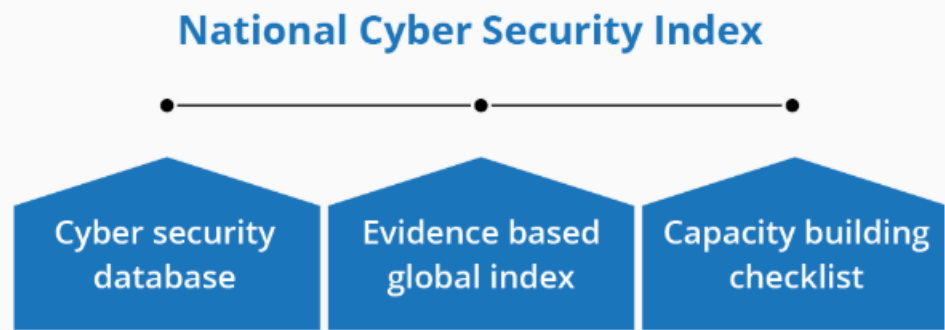 National Cyber Security Index
Cyber security
database
Evidence based
global index
Capacity building
checklist